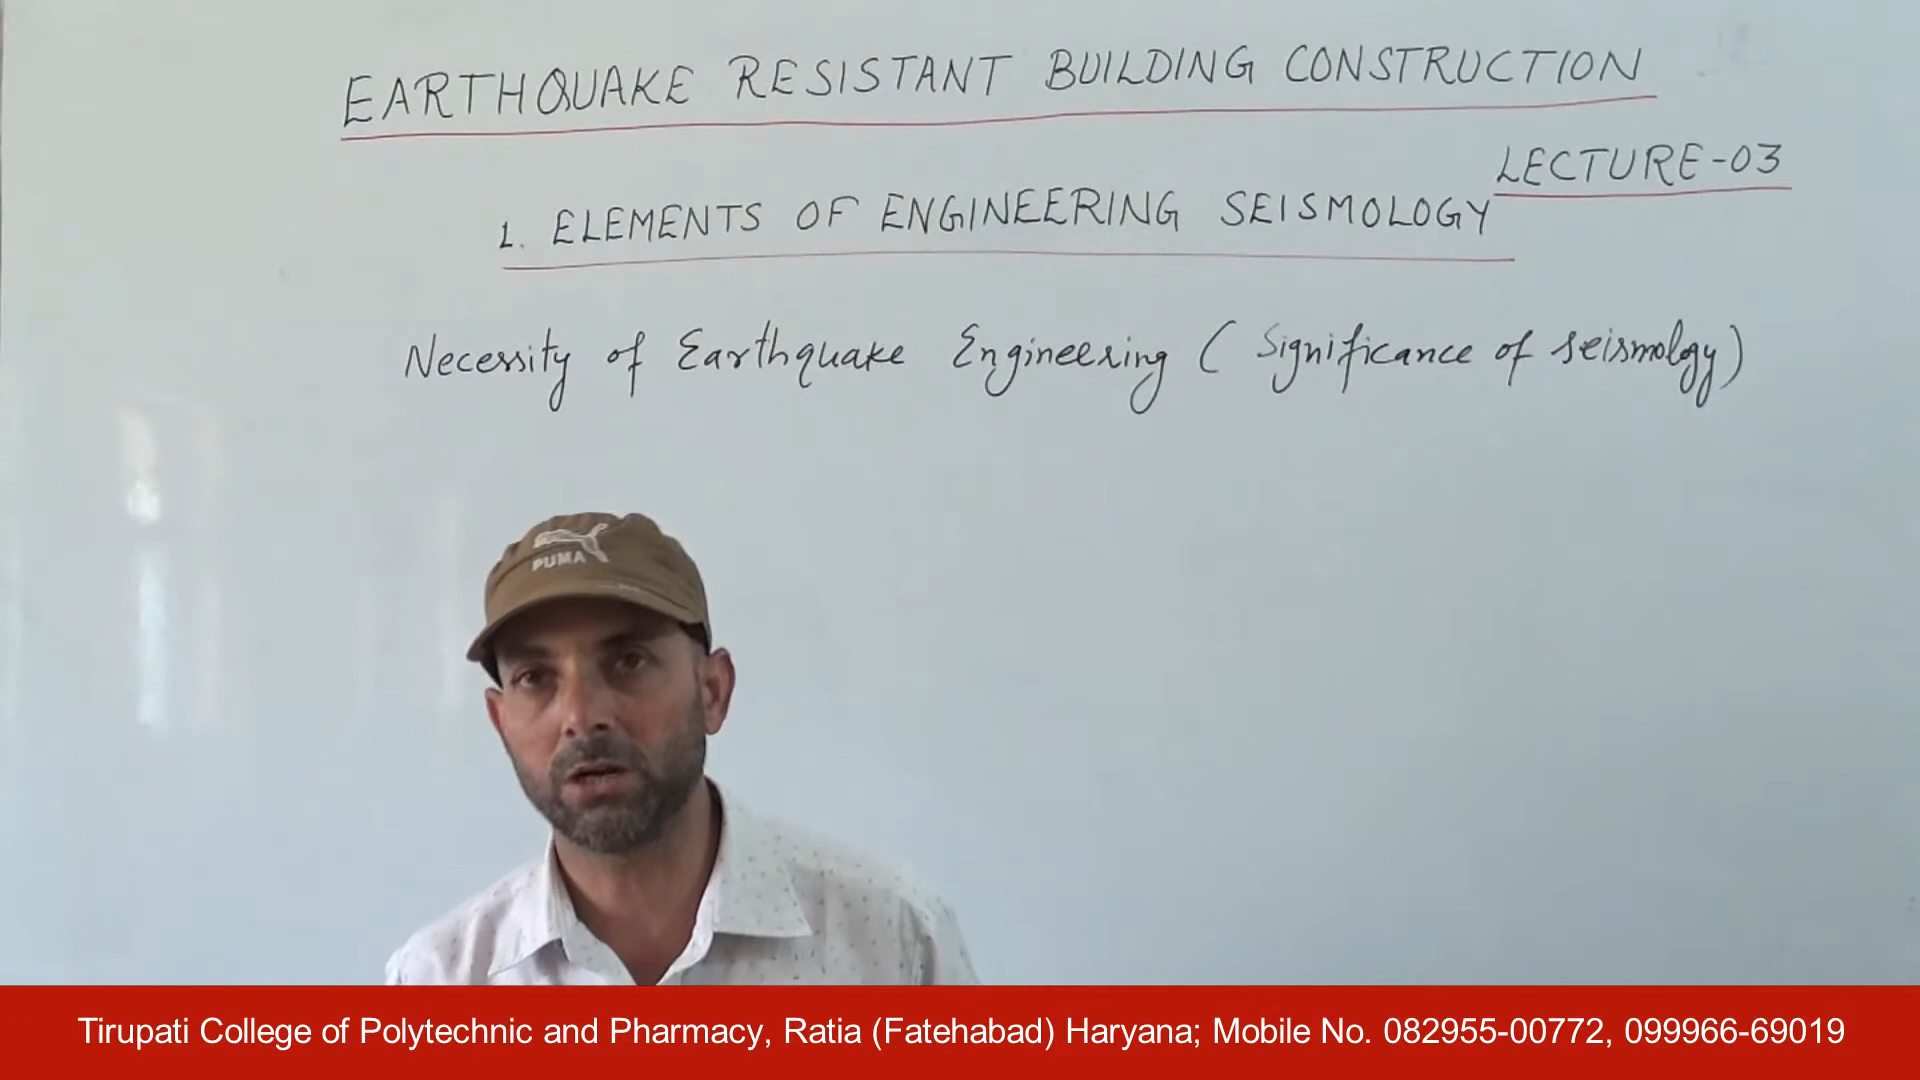 EARTHQUAKE RESISTANT BUILDING CONSTRUCTION
LECTURE-03
1. ELEMENTS OF ENGINEERING SEISMOLOGY
Necessity of Earthquake Engineering (Significance of seismology)
PUMA
Tirupati College of Polytechnic and Pharmacy, Ratia (Fatehabad) Haryana; Mobile No. 082955-00772, 099966-69019